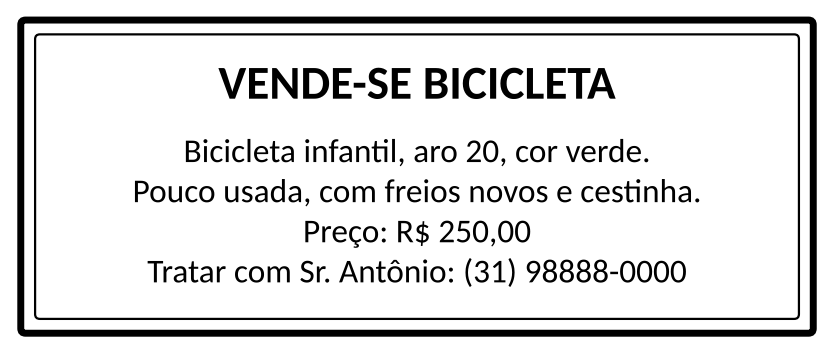 VENDE-SE BICICLETA
Bicicleta infantil, aro 20, cor verde.
Pouco usada, com freios novos e cestinha.
Preço: R$ 250,00
Tratar com Sr. Antônio: (31) 98888-0000